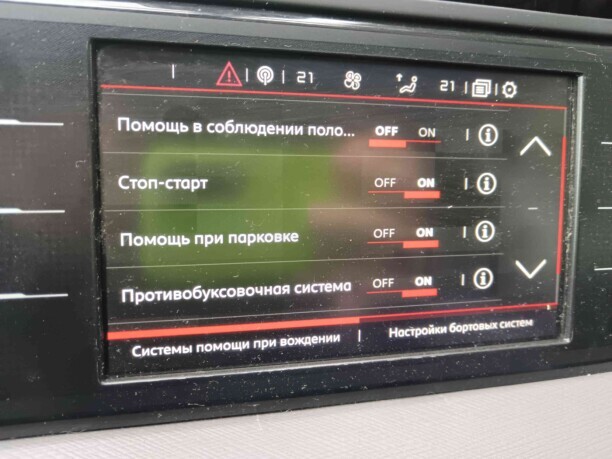 21 21
Помощь в соблюдении поло... OFF ON
Стоп-старт OFF ON
Помощь при парковке OFF ON
Противобуксовочная система OFF ON
Системы помощи при вождении | Настройки бортовых систем